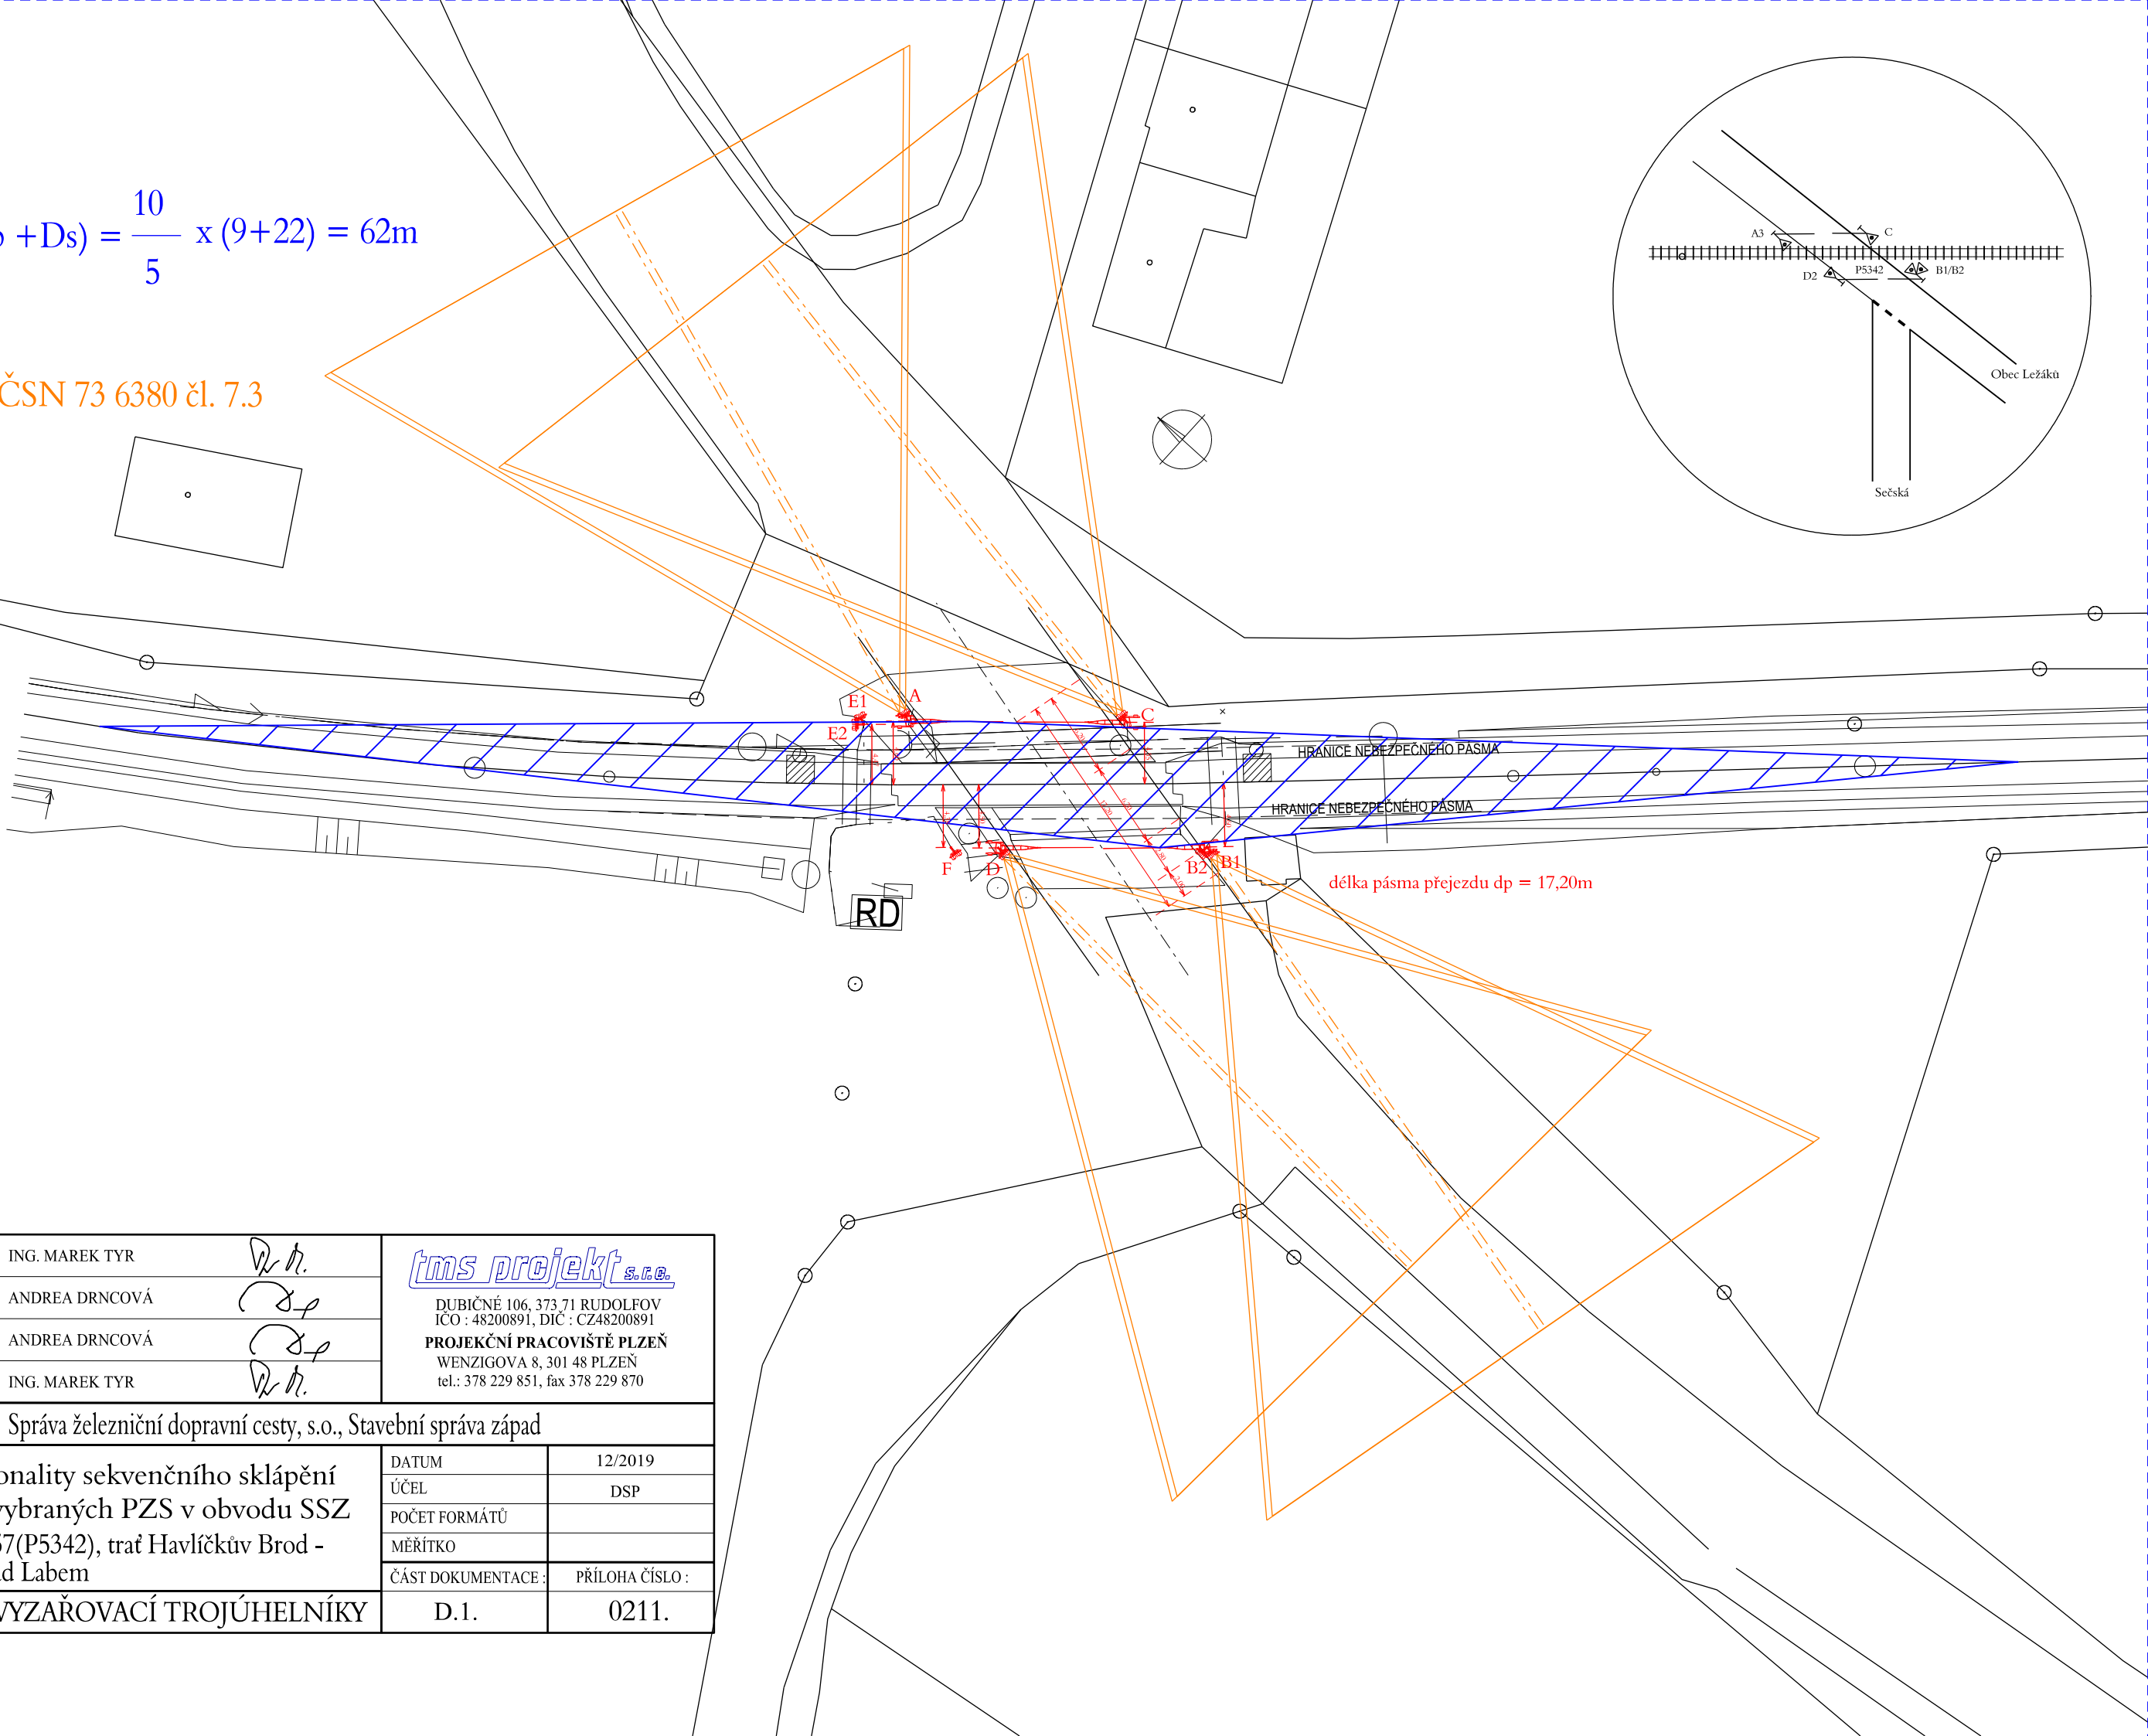 10
+Ds) = x (9+22) = 62m
5
ČSN 73 6380 čl. 7.3
A3
C
D2
P5342
B1/B2
Obec Ležáků
Sečská
E1
A
E2
C
HRANICE NEBEZPEČNÉHO PÁSMA
HRANICE NEBEZPEČNÉHO PÁSMA
F
D
B2
B1
délka pásma přejezdu dp = 17,20m
RD
ING. MAREK TYR
ANDREA DRNCOVÁ
ANDREA DRNCOVÁ
ING. MAREK TYR
tms projekt s.r.o.
DUBIČNÉ 106, 373 71 RUDOLFOV
IČO : 48200891, DIČ : CZ48200891
PROJEKČNÍ PRACOVIŠTĚ PLZEŇ
WENZIGOVA 8, 301 48 PLZEŇ
tel.: 378 229 851, fax 378 229 870
Správa železniční dopravní cesty, s.o., Stavební správa západ
onality sekvenčního sklápění
vybraných PZS v obvodu SSZ
57(P5342), trať Havlíčkův Brod -
d Labem
VYZAŘOVACÍ TROJÚHELNÍKY
DATUM 12/2019
ÚČEL DSP
POČET FORMÁTŮ
MĚŘÍTKO
ČÁST DOKUMENTACE : PŘÍLOHA ČÍSLO :
D.1. 0211.